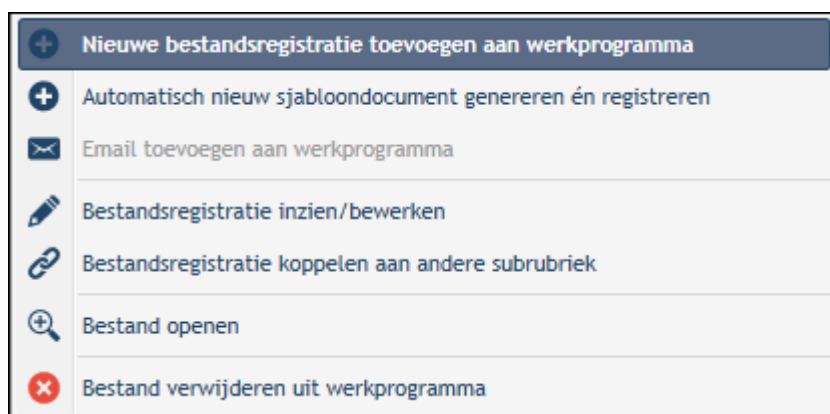 Nieuwe bestandsregistratie toevoegen aan werkprogramma
Automatisch nieuw sjabloondocument genereren én registreren
Email toevoegen aan werkprogramma
Bestandsregistratie inzien/bewerken
Bestandsregistratie koppelen aan andere subrubriek
Bestand openen
Bestand verwijderen uit werkprogramma